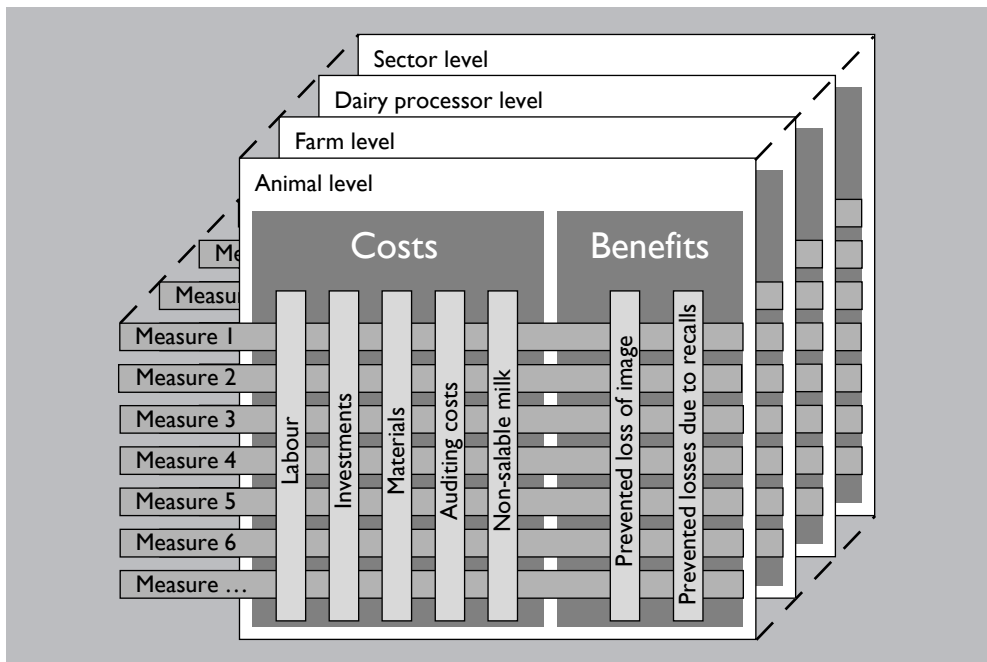 Sector level
Dairy processor level
Farm level
Animal level
Costs
Benefits
Me
Measu
Measure 1
Measure 2
Measure 3
Measure 4
Measure 5
Measure 6
Measure …
Labour
Investments
Materials
Auditing costs
Non-salable milk
Prevented loss of image
Prevented losses due to recalls